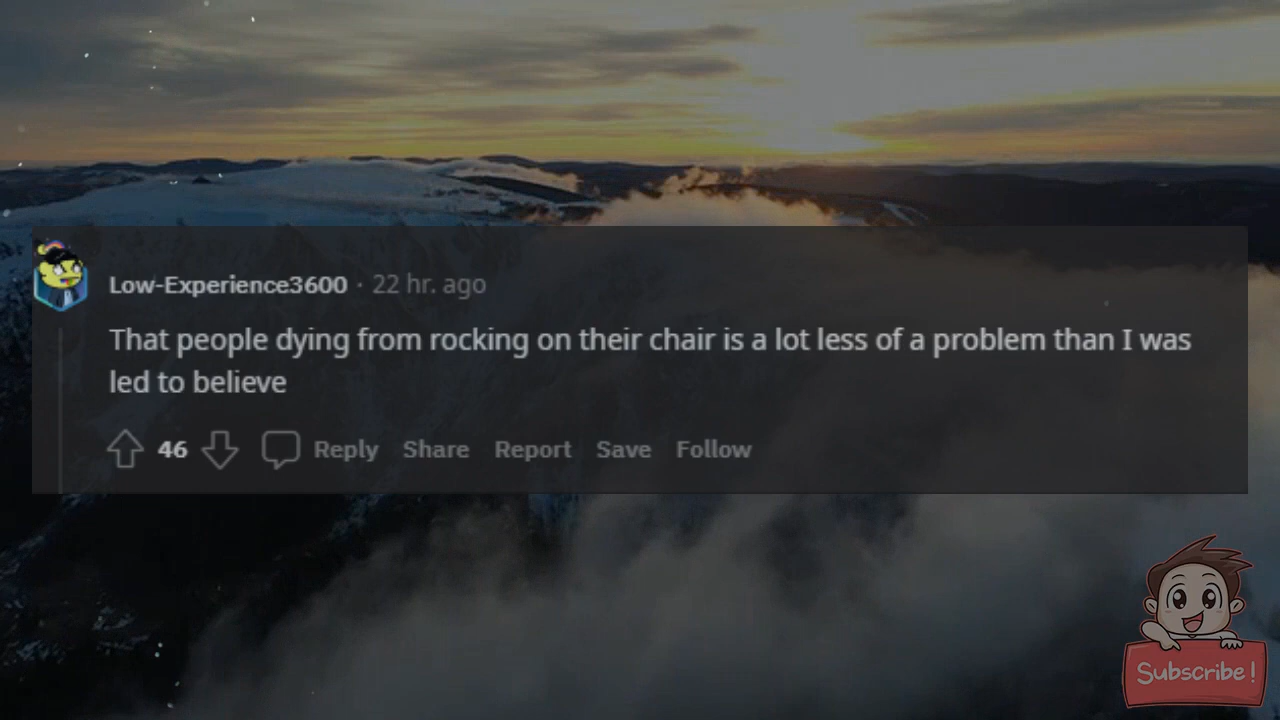 Low-Experience3600 · 22 hr. ago
That people dying from rocking on their chair is a lot less of a problem than I was
led to believe
46 Reply Share Report Save Follow
Subscribe!